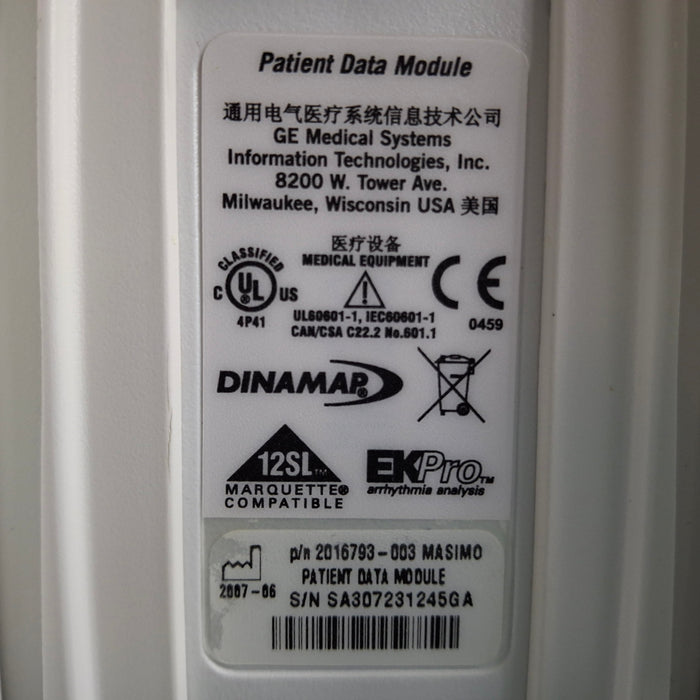 Patient Data Module
通用电气医疗系统信息技术公司
GE Medical Systems
Information Technologies, Inc.
8200 W. Tower Ave.
Milwaukee, Wisconsin USA 美国
医疗设备
MEDICAL EQUIPMENT
CLASSIFIED
C UL® US
4P41
UL60601-1, IEC60601-1
CAN/CSA C22.2 No.601.1
CE
0459
DINAMAP®
12SL™
MARQUETTE®
COMPATIBLE
EKPro™
arrhythmia analysis
2007-06
p/n 2016793-003 MASIMO
PATIENT DATA MODULE
S/N SA307231245GA